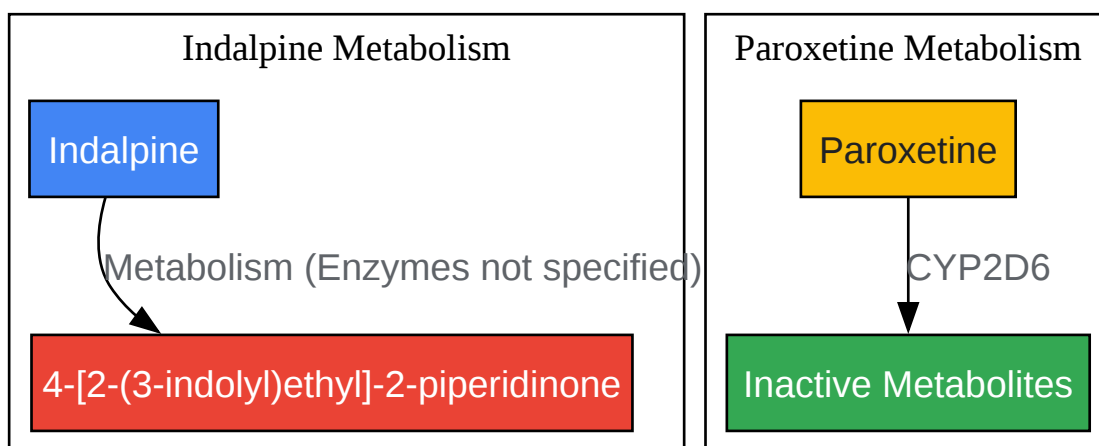 Indalpine Metabolism
Indalpine
Metabolism (Enzymes not specified)
4-[2-(3-indolyl)ethyl]-2-piperidinone
Paroxetine Metabolism
Paroxetine
CYP2D6
Inactive Metabolites